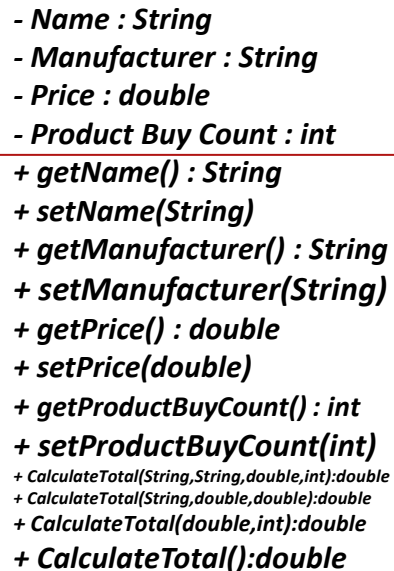 - Name : String
- Manufacturer : String
- Price : double
- Product Buy Count : int
+ getName() : String
+ setName(String)
+ getManufacturer() : String
+ setManufacturer(String)
+ getPrice() : double
+ setPrice(double)
+ getProductBuyCount() : int
+ setProductBuyCount(int)
+ CalculateTotal(String,String,double,int):double
+ CalculateTotal(String,double,double):double
+ CalculateTotal(double,int):double
+ CalculateTotal():double